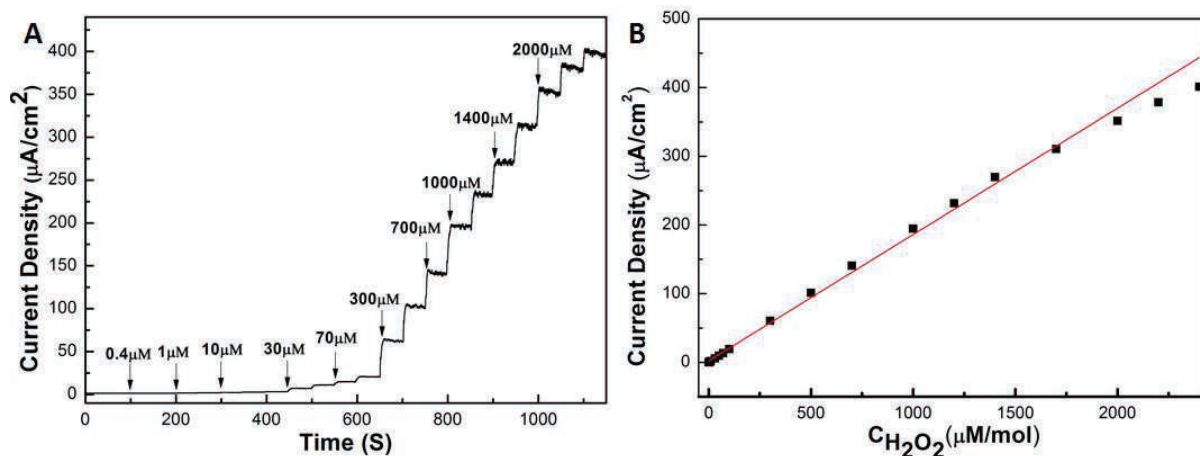 A
Current Density (μA/cm²)
400
350
300
250
200
150
100
50
0
0.4μM
1μM
10μM
30μM
70μM
300μM
700μM
1000μM
1400μM
2000μM
0 200 400 600 800 1000
Time (S)
B
Current Density (μA/cm²)
500
400
300
200
100
0
0 500 1000 1500 2000
C_H₂O₂(μM/mol)